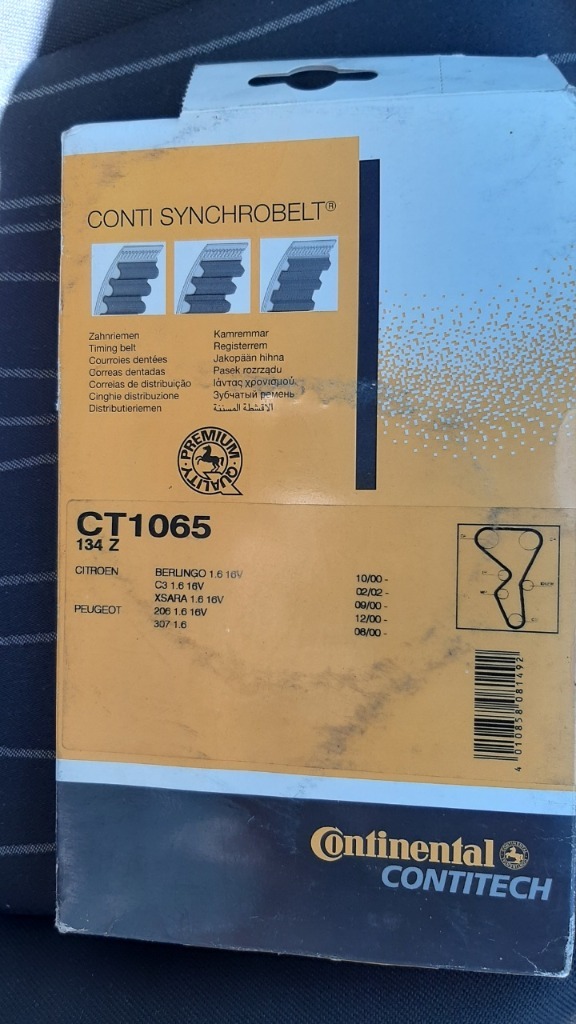 CONTI SYNCHROBELT®
Zahnriemen
Timing belt
Courroies dentées
Correas dentadas
Correias de distribuição
Cinghie distribuzione
Distributieriemen
Kamremmar
Registerrem
Jakopään hihna
Pasek rozrządu
Ιάντας χρονισμού
Зубчатый ремень
الأقشطة المسننة
PREMIUM QUALITY
CT1065
134 Z
CITROEN BERLINGO 1.6 16V 10/00 -
C3 1.6 16V 02/02 -
XSARA 1.6 16V 09/00 -
PEUGEOT 206 1.6 16V 12/00 -
307 1.6 08/00 -
4 010858 081492
Continental
CONTITECH